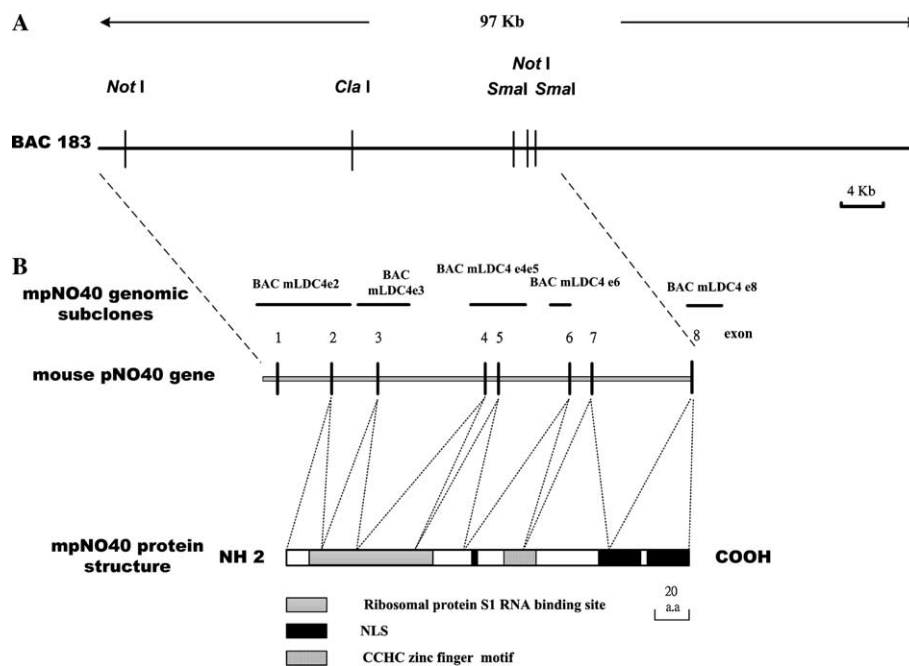 A
97 Kb
Not I
Cla I
Not I
SmaI SmaI
BAC 183
4 Kb
B
mpNO40 genomic
subclones
BAC mLDC4e2
BAC
mLDC4e3
BAC mLDC4 e4e5
BAC mLDC4 e6
BAC mLDC4 e8
1 2 3 4 5 6 7 8 exon
mouse pNO40 gene
mpNO40 protein
structure
NH 2
COOH
20
a.a
Ribosomal protein S1 RNA binding site
NLS
CCHC zinc finger motif